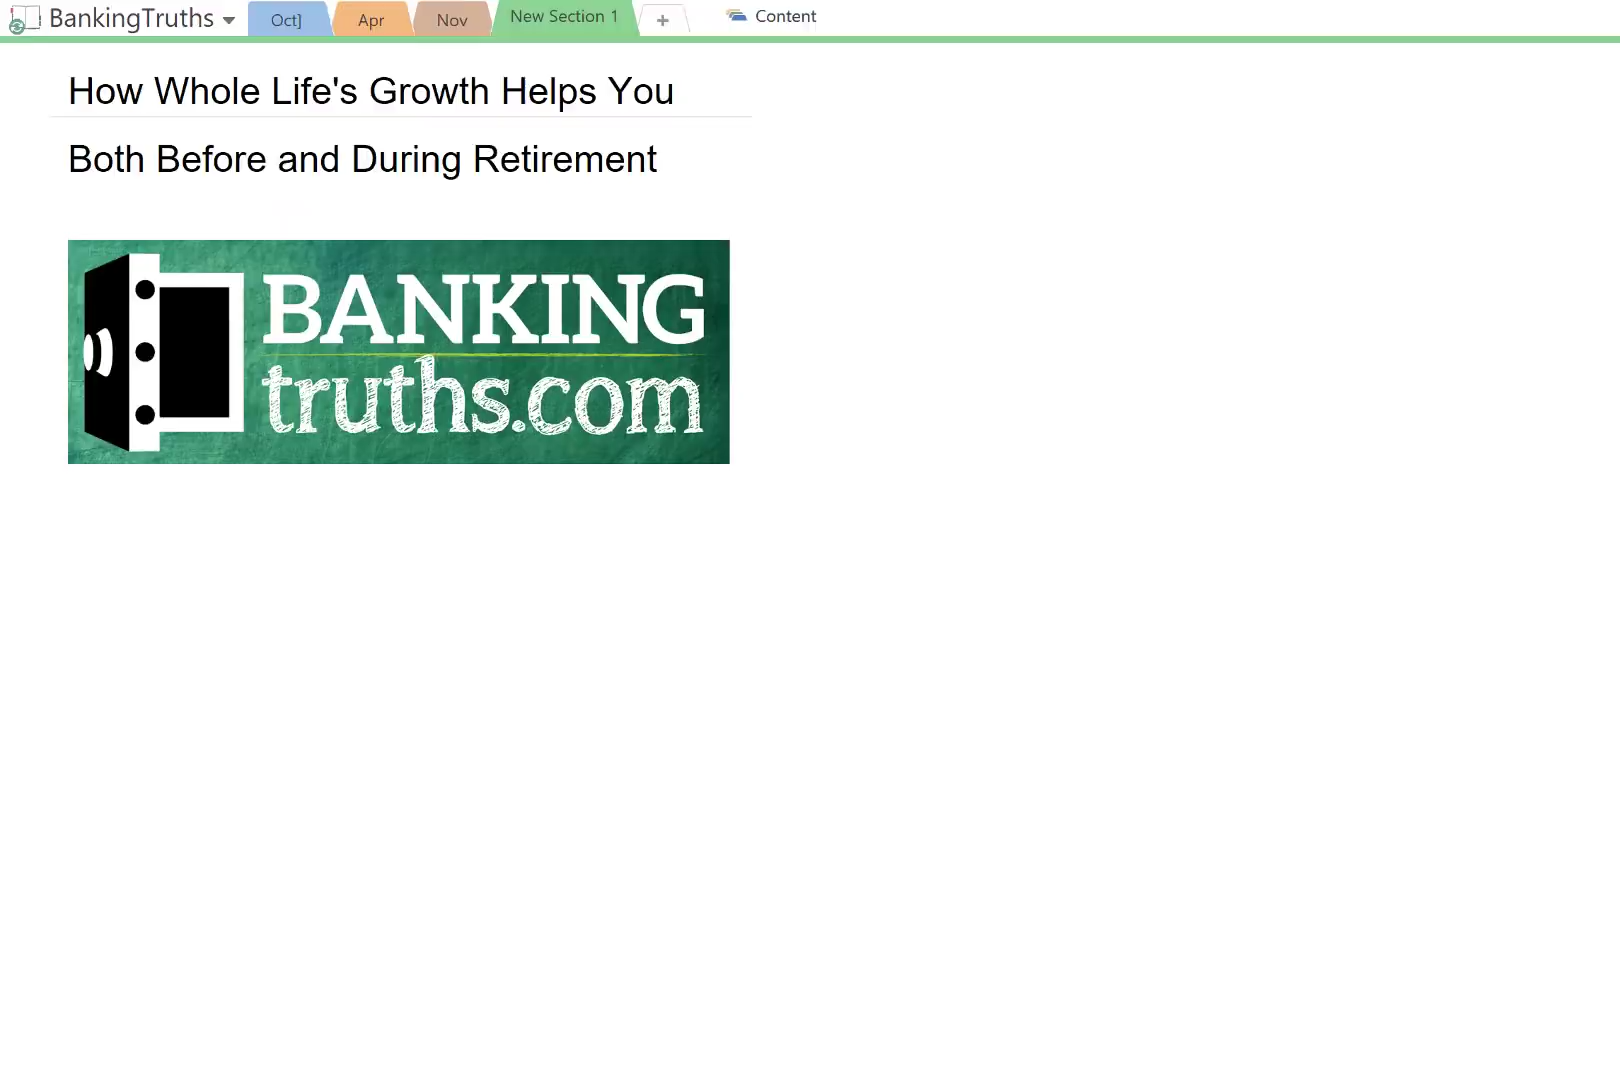 BankingTruths Oct] Apr Nov New Section 1 + Content
How Whole Life's Growth Helps You
Both Before and During Retirement
BANKING
truths.com